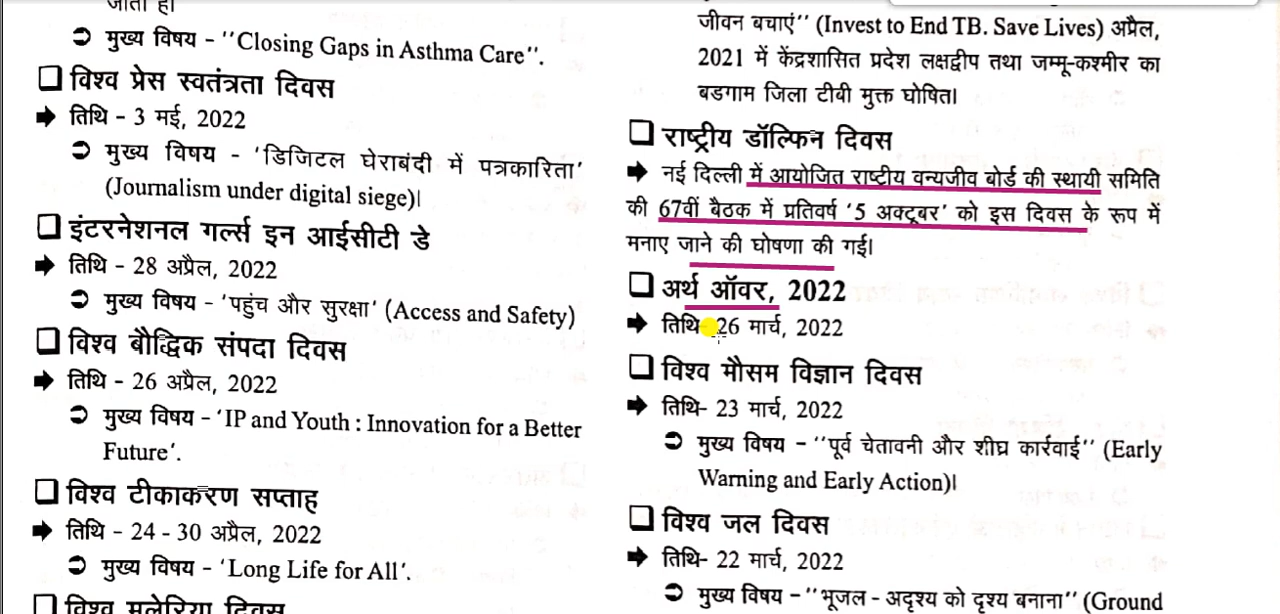 जाता है।
➲ मुख्य विषय - ''Closing Gaps in Asthma Care''.
❑ विश्व प्रेस स्वतंत्रता दिवस
➡ तिथि - 3 मई, 2022
➲ मुख्य विषय - 'डिजिटल घेराबंदी में पत्रकारिता'
(Journalism under digital siege)।
❑ इंटरनेशनल गर्ल्स इन आईसीटी डे
➡ तिथि - 28 अप्रैल, 2022
➲ मुख्य विषय - 'पहुंच और सुरक्षा' (Access and Safety)
❑ विश्व बौद्धिक संपदा दिवस
➡ तिथि - 26 अप्रैल, 2022
➲ मुख्य विषय - 'IP and Youth : Innovation for a Better
Future'.
❑ विश्व टीकाकरण सप्ताह
➡ तिथि - 24 - 30 अप्रैल, 2022
➲ मुख्य विषय - 'Long Life for All'.
❑ विश्व मलेरिया दिवस
जीवन बचाएं'' (Invest to End TB. Save Lives) अप्रैल,
2021 में केंद्रशासित प्रदेश लक्षद्वीप तथा जम्मू-कश्मीर का
बडगाम जिला टीबी मुक्त घोषित।
❑ राष्ट्रीय डॉल्फिन दिवस
➡ नई दिल्ली में आयोजित राष्टीय वन्यजीव बोर्ड की स्थायी समिति
की 67वीं बैठक में प्रतिवर्ष '5 अक्टूबर' को इस दिवस के रूप में
मनाए जाने की घोषणा की गई।
❑ अर्थ ऑवर, 2022
➡ तिथि- 26 मार्च, 2022
❑ विश्व मौसम विज्ञान दिवस
➡ तिथि- 23 मार्च, 2022
➲ मुख्य विषय - ''पूर्व चेतावनी और शीघ्र कार्रवाई'' (Early
Warning and Early Action)।
❑ विश्व जल दिवस
➡ तिथि- 22 मार्च, 2022
➲ मुख्य विषय - ''भूजल - अदृश्य को दृश्य बनाना'' (Ground